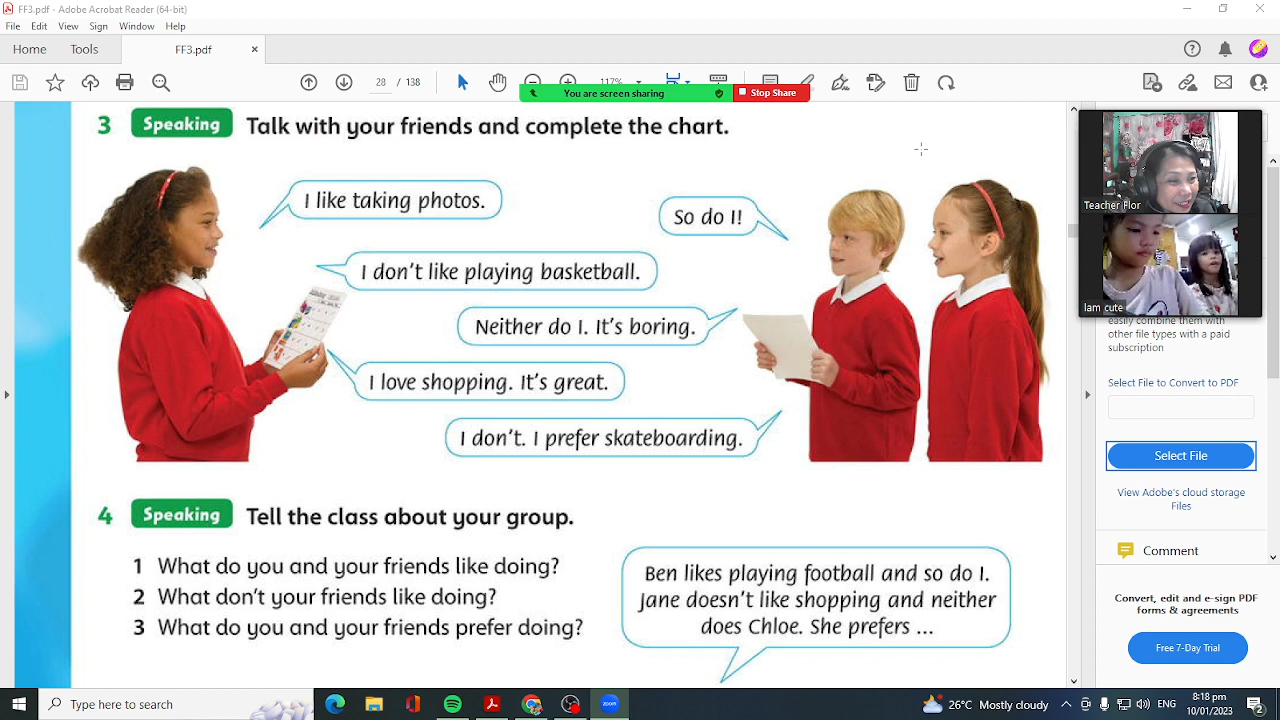 FF3.pdf - Adobe Acrobat Reader (64-bit)
File Edit View Sign Window Help
Home Tools FF3.pdf ×
28 / 138 117%
You are screen sharing Stop Share
3 Speaking Talk with your friends and complete the chart.
I like taking photos.
So do I!
I don't like playing basketball.
Neither do I. It's boring.
I love shopping. It's great.
I don't. I prefer skateboarding.
4 Speaking Tell the class about your group.
1 What do you and your friends like doing?
2 What don't your friends like doing?
3 What do you and your friends prefer doing?
Ben likes playing football and so do I.
Jane doesn't like shopping and neither
does Chloe. She prefers ...
Teacher Flor
Iam cute
easily combine them with
other file types with a paid
subscription
Select File to Convert to PDF
Select File
View Adobe's cloud storage
Files
Comment
Convert, edit and e-sign PDF
forms & agreements
Free 7-Day Trial
Type here to search
zoom
26°C Mostly cloudy
8:18 pm
10/01/2023
2